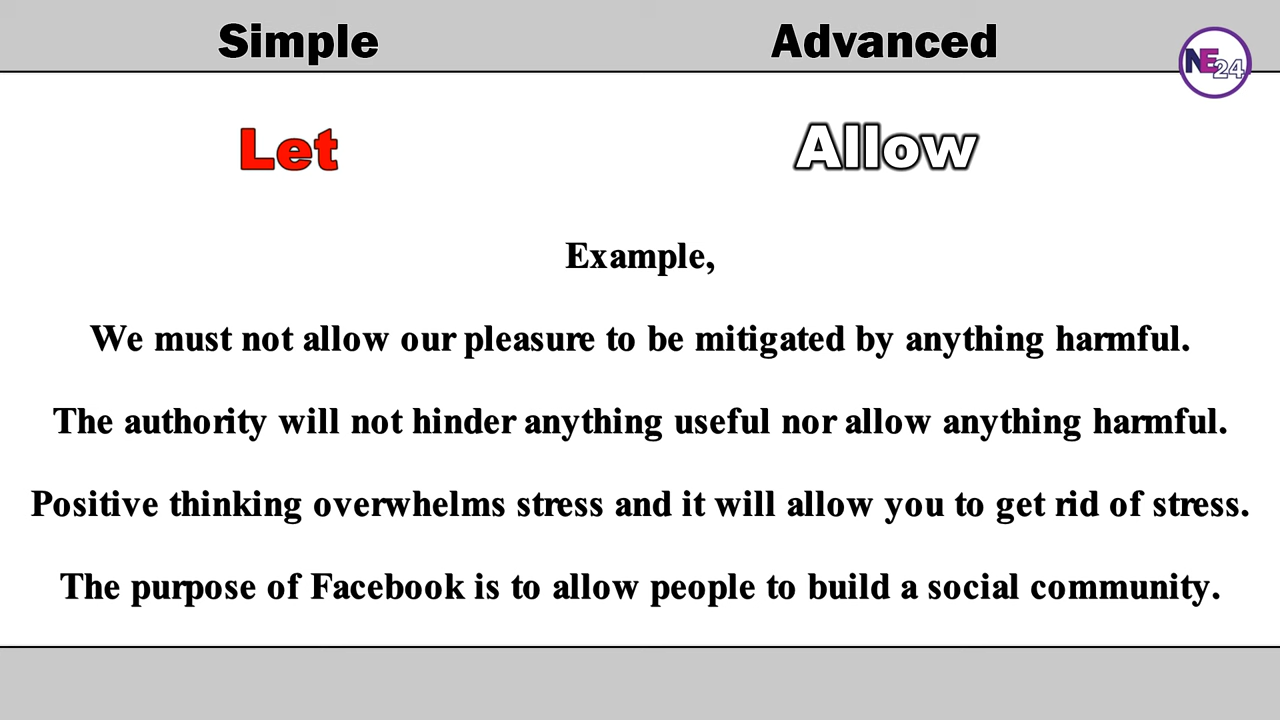 Simple Advanced
NE24
Let Allow
Example,
We must not allow our pleasure to be mitigated by anything harmful.
The authority will not hinder anything useful nor allow anything harmful.
Positive thinking overwhelms stress and it will allow you to get rid of stress.
The purpose of Facebook is to allow people to build a social community.